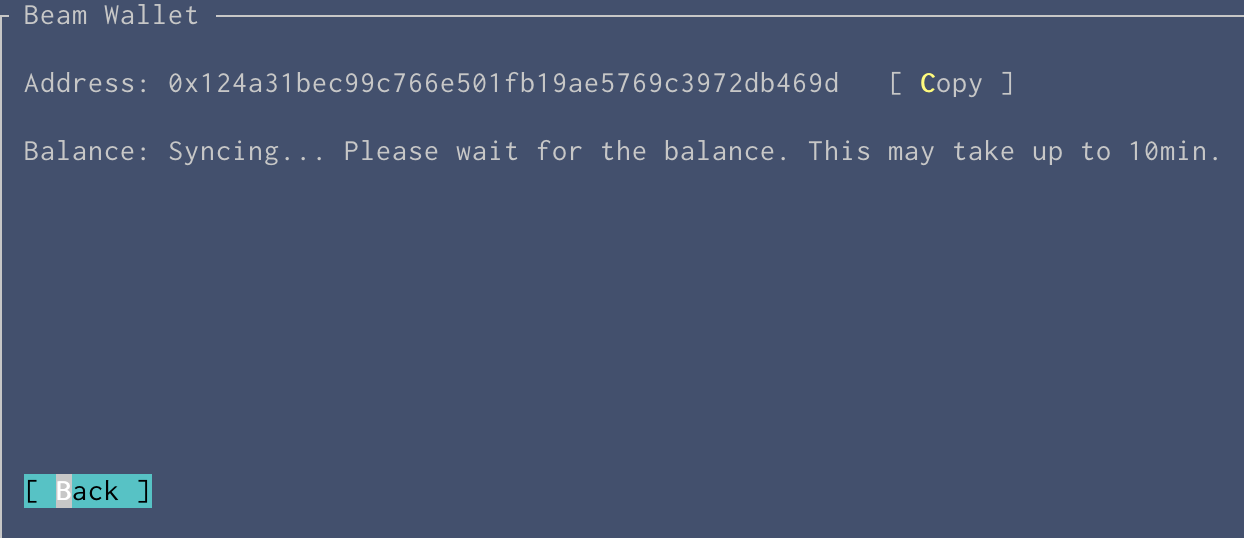 Beam Wallet
Address: 0x124a31bec99c766e501fb19ae5769c3972db469d [ Copy ]
Balance: Syncing... Please wait for the balance. This may take up to 10min.
[ Back ]